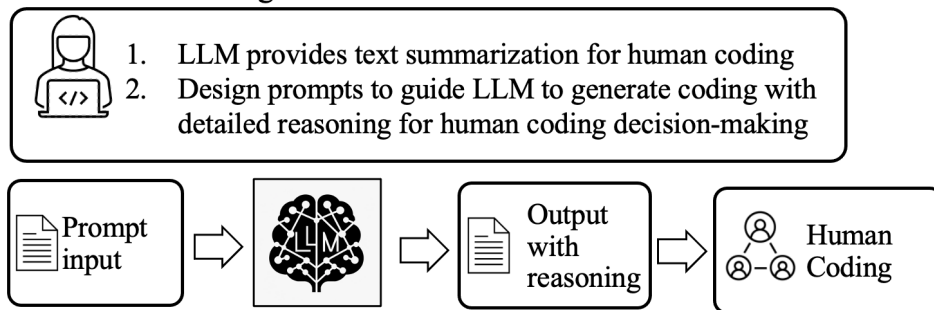 1. LLM provides text summarization for human coding
2. Design prompts to guide LLM to generate coding with
detailed reasoning for human coding decision-making
</>
Prompt
input
LLM
Output
with
reasoning
Human
Coding